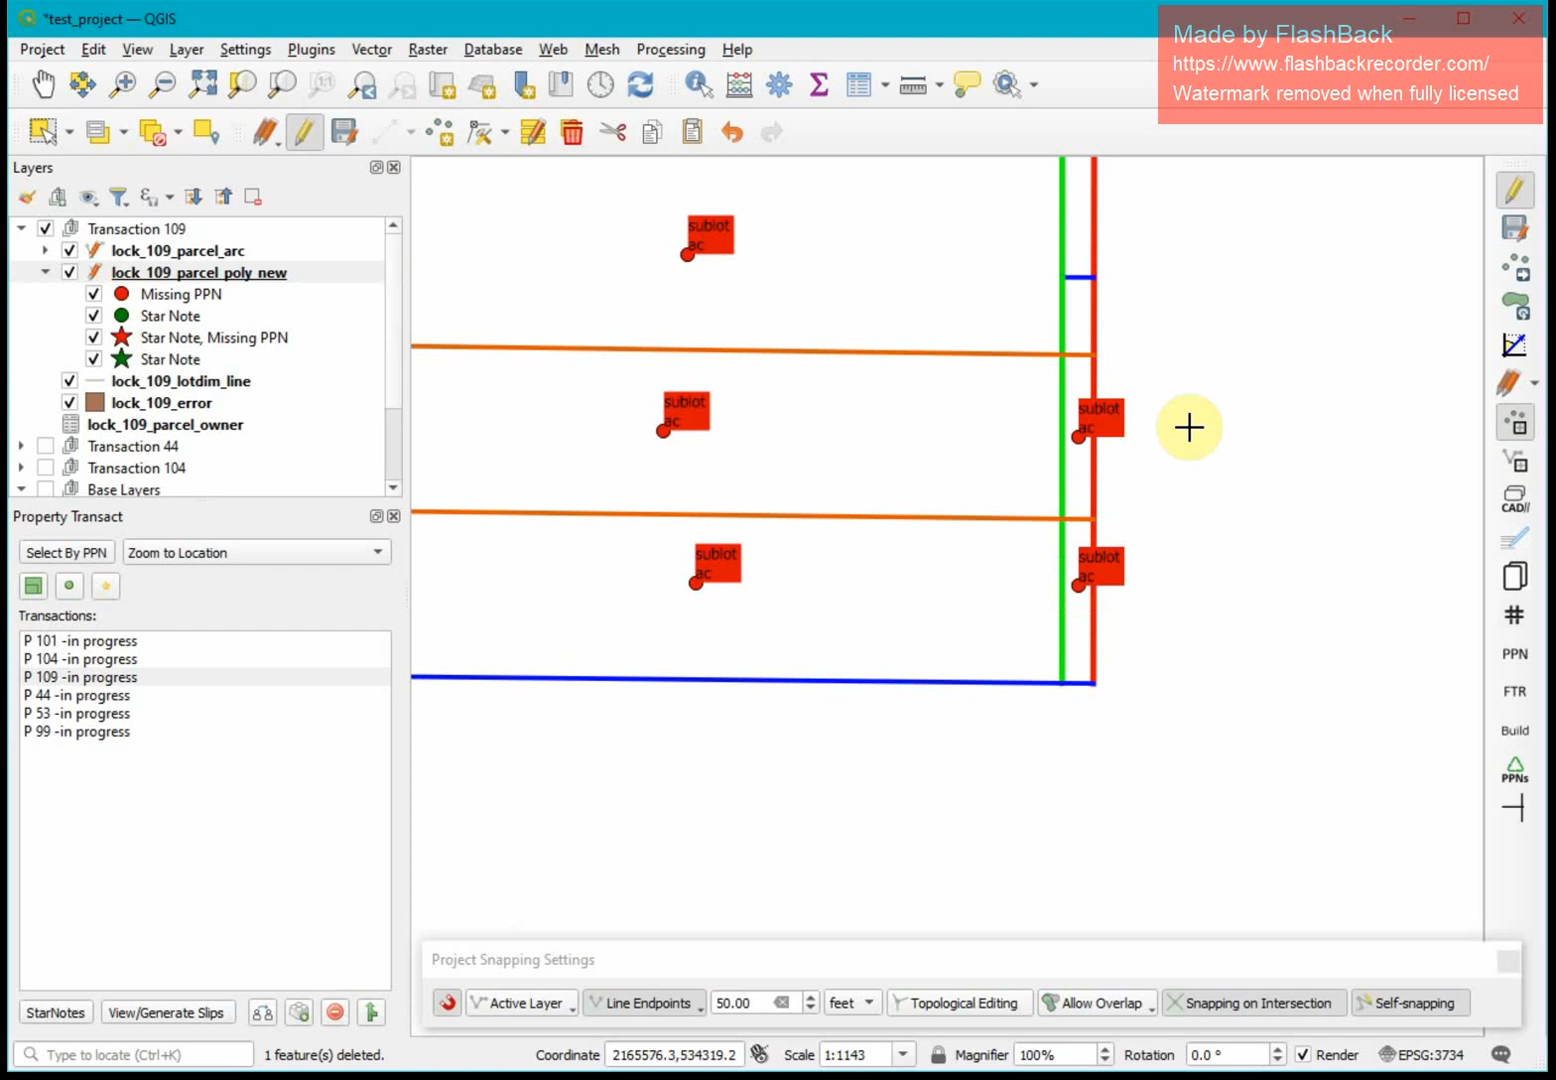 *test_project — QGIS
Made by FlashBack
https://www.flashbackrecorder.com/
Watermark removed when fully licensed
Project Edit View Layer Settings Plugins Vector Raster Database Web Mesh Processing Help
Layers
Transaction 109
lock_109_parcel_arc
lock_109_parcel_poly_new
Missing PPN
Star Note
Star Note, Missing PPN
Star Note
lock_109_lotdim_line
lock_109_error
lock_109_parcel_owner
Transaction 44
Transaction 104
Base Layers
Property Transact
Select By PPN
Zoom to Location
Transactions:
P 101 -in progress
P 104 -in progress
P 109 -in progress
P 44 -in progress
P 53 -in progress
P 99 -in progress
StarNotes
View/Generate Slips
sublot
ac
sublot
ac
sublot
ac
sublot
ac
sublot
ac
CAD//
PPN
FTR
Build
PPNs
Project Snapping Settings
Active Layer
Line Endpoints
50.00
feet
Topological Editing
Allow Overlap
Snapping on Intersection
Self-snapping
Type to locate (Ctrl+K)
1 feature(s) deleted.
Coordinate 2165576.3,534319.2
Scale 1:1143
Magnifier 100%
Rotation 0.0 °
Render
EPSG:3734